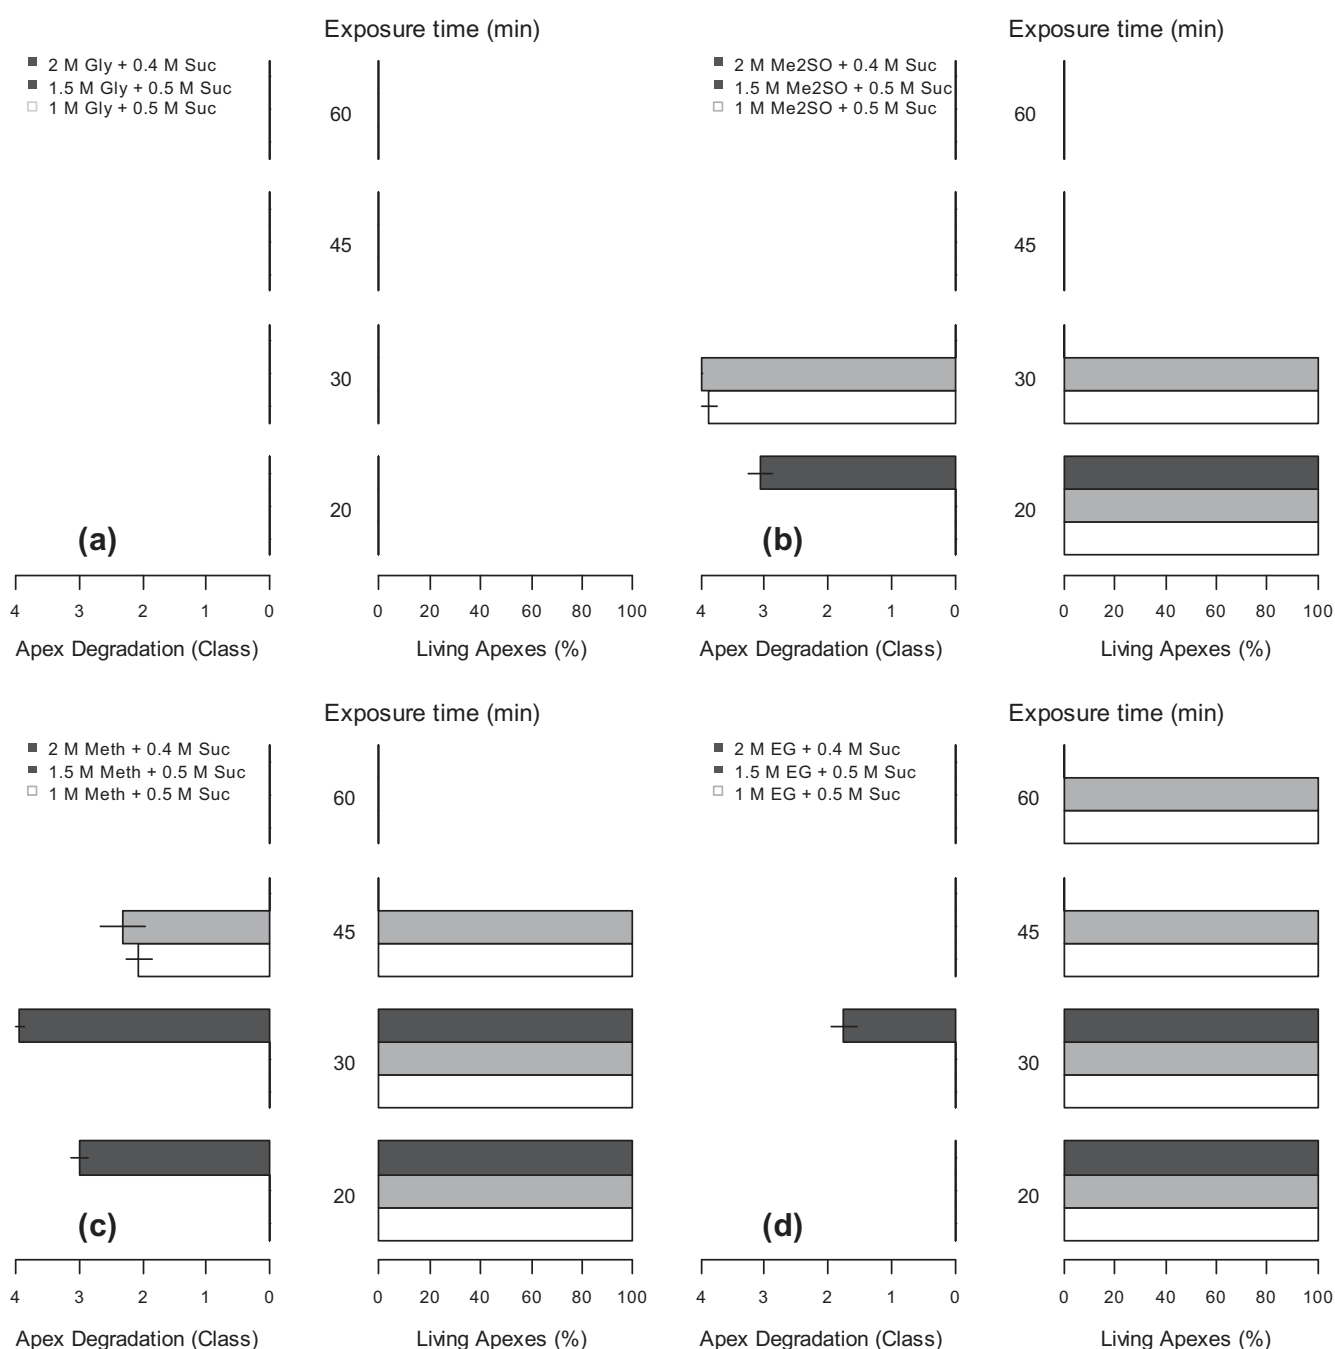 Exposure time (min)
2 M Gly + 0.4 M Suc
1.5 M Gly + 0.5 M Suc
1 M Gly + 0.5 M Suc
60
45
30
20
(a)
4 3 2 1 0
0 20 40 60 80 100
Apex Degradation (Class)
Living Apexes (%)
Exposure time (min)
2 M Me2SO + 0.4 M Suc
1.5 M Me2SO + 0.5 M Suc
1 M Me2SO + 0.5 M Suc
60
45
30
20
(b)
4 3 2 1 0
0 20 40 60 80 100
Apex Degradation (Class)
Living Apexes (%)
Exposure time (min)
2 M Meth + 0.4 M Suc
1.5 M Meth + 0.5 M Suc
1 M Meth + 0.5 M Suc
60
45
30
20
(c)
4 3 2 1 0
0 20 40 60 80 100
Apex Degradation (Class)
Living Apexes (%)
Exposure time (min)
2 M EG + 0.4 M Suc
1.5 M EG + 0.5 M Suc
1 M EG + 0.5 M Suc
60
45
30
20
(d)
4 3 2 1 0
0 20 40 60 80 100
Apex Degradation (Class)
Living Apexes (%)